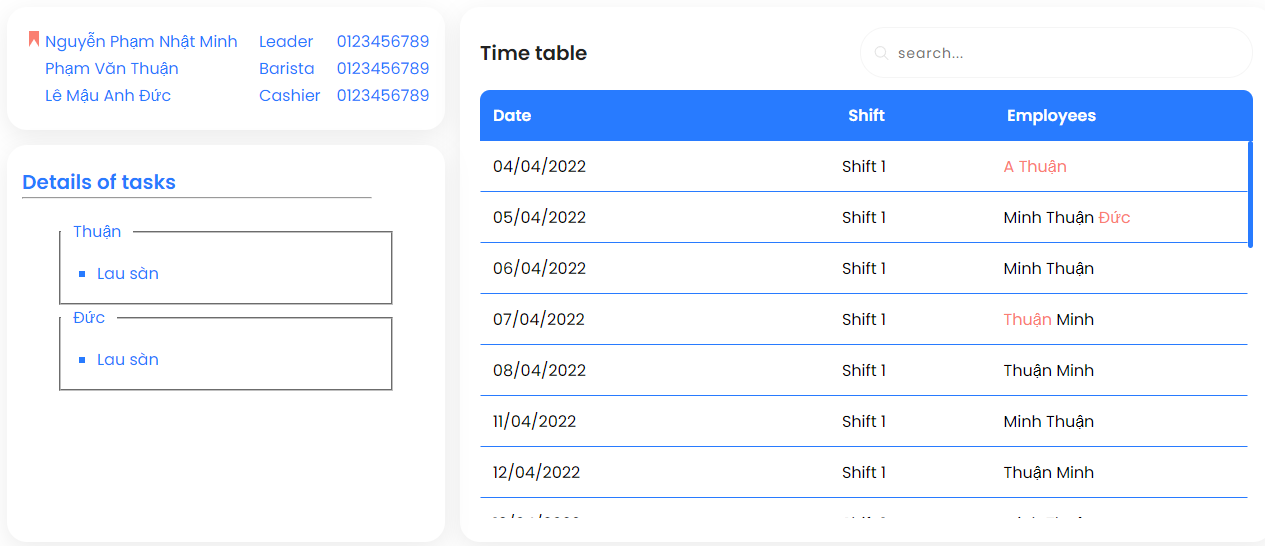 Nguyễn Phạm Nhật Minh Leader 0123456789
Phạm Văn Thuận Barista 0123456789
Lê Mậu Anh Đức Cashier 0123456789
Details of tasks
Thuận
Lau sàn
Đức
Lau sàn
Time table
search...
Date Shift Employees
04/04/2022 Shift 1 A Thuận
05/04/2022 Shift 1 Minh Thuận Đức
06/04/2022 Shift 1 Minh Thuận
07/04/2022 Shift 1 Thuận Minh
08/04/2022 Shift 1 Thuận Minh
11/04/2022 Shift 1 Minh Thuận
12/04/2022 Shift 1 Thuận Minh